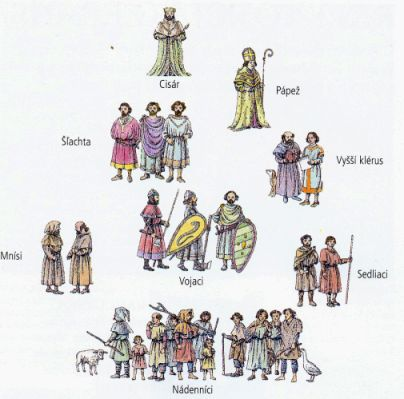 Cisár
Pápež
Šľachta
Vyšší klérus
Mnísi
Vojaci
Sedliaci
Nádenníci